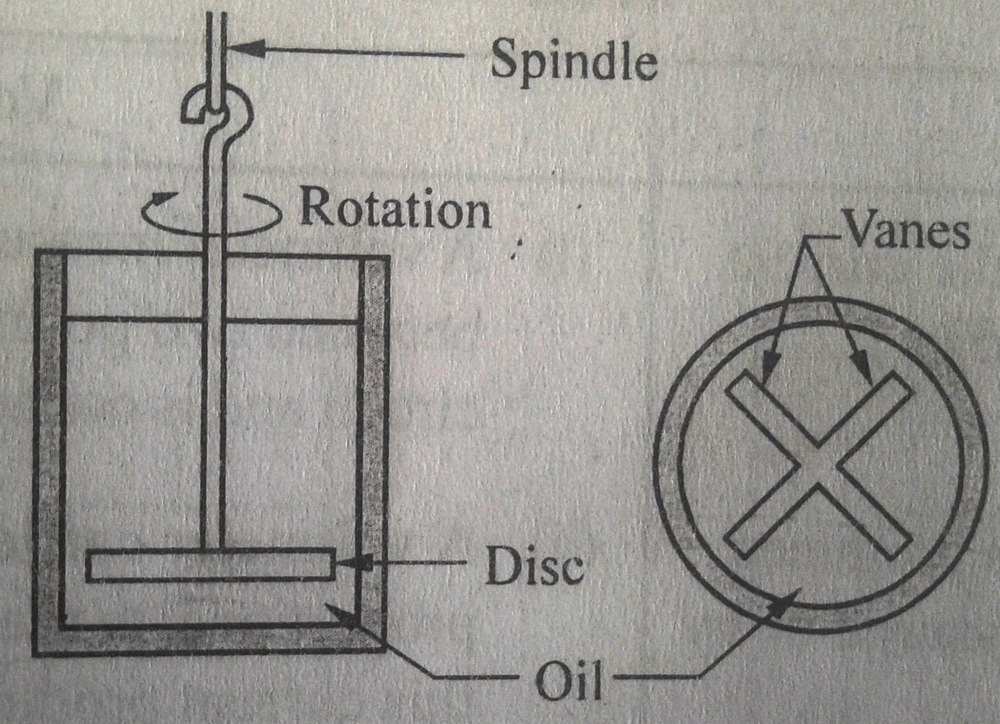 Spindle
Rotation
Vanes
Disc
Oil